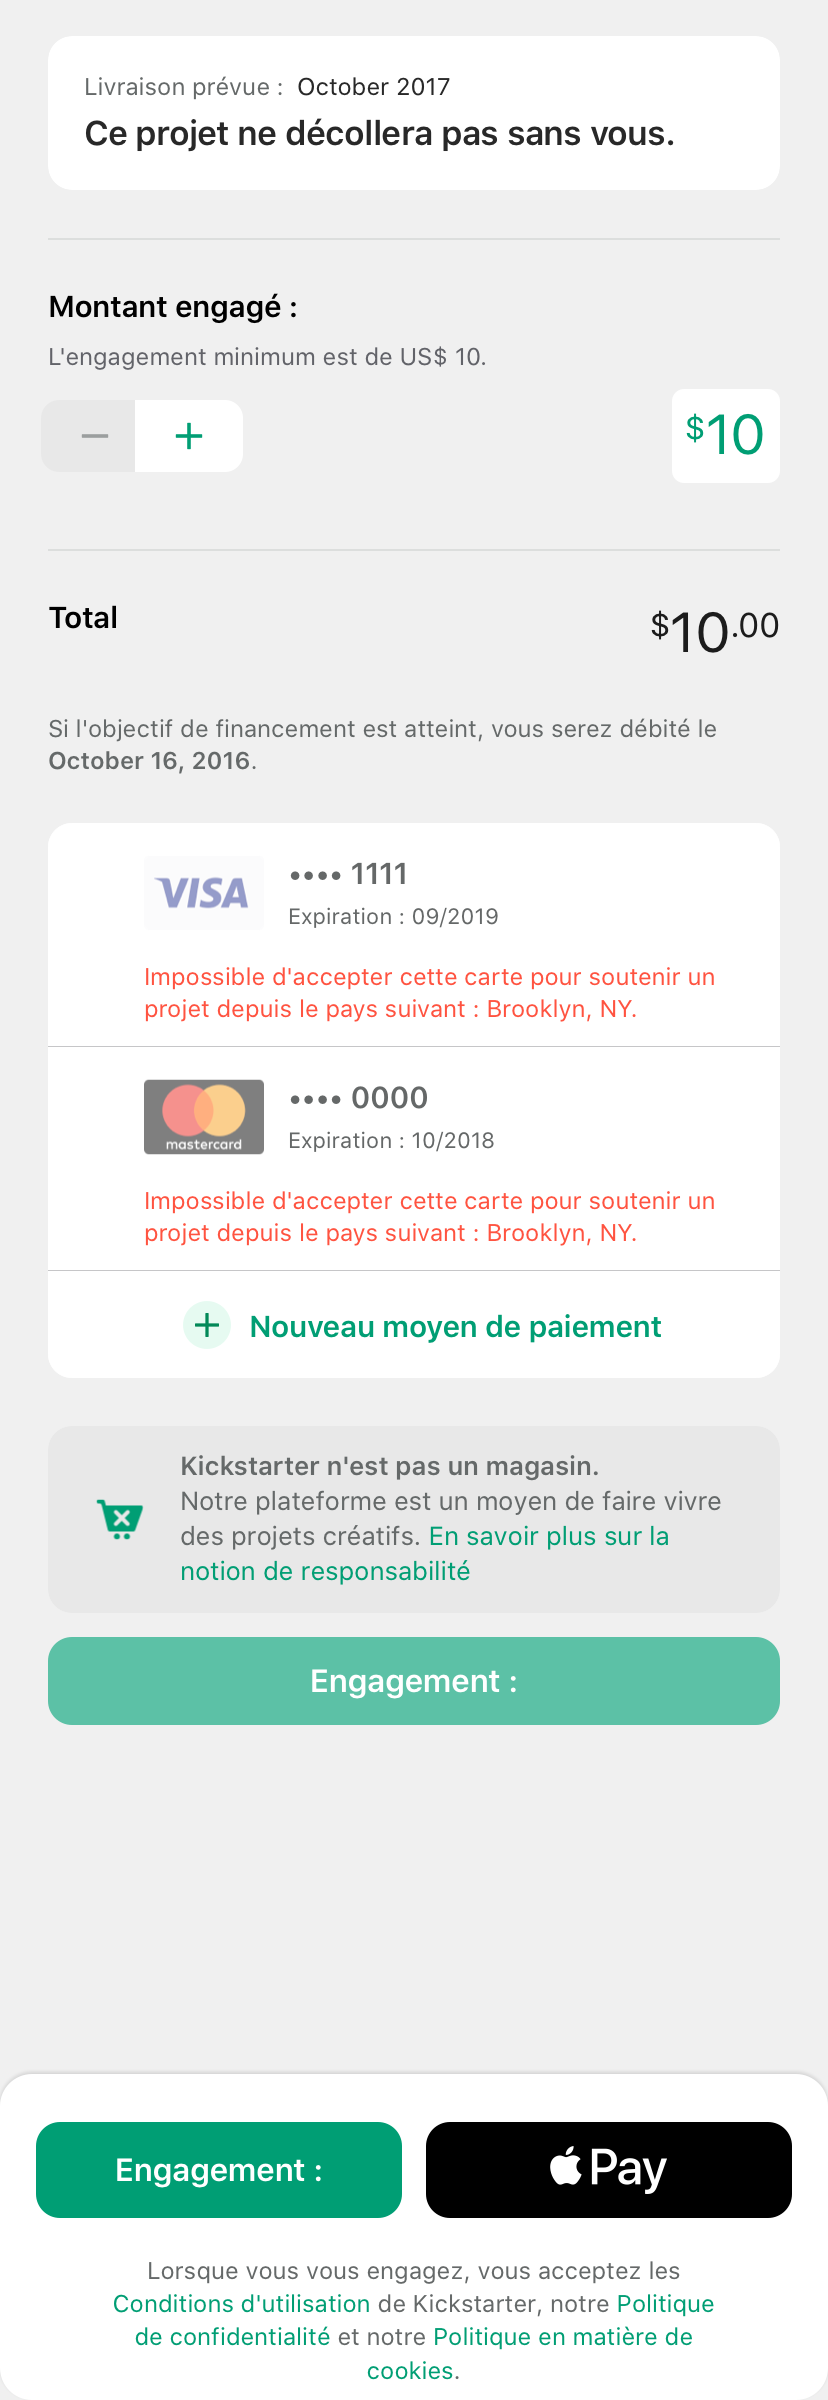 Livraison prévue : October 2017
Ce projet ne décollera pas sans vous.
Montant engagé :
L'engagement minimum est de US$ 10.
− +
$10
Total
$10.00
Si l'objectif de financement est atteint, vous serez débité le
October 16, 2016.
VISA
•••• 1111
Expiration : 09/2019
Impossible d'accepter cette carte pour soutenir un
projet depuis le pays suivant : Brooklyn, NY.
mastercard
•••• 0000
Expiration : 10/2018
Impossible d'accepter cette carte pour soutenir un
projet depuis le pays suivant : Brooklyn, NY.
+ Nouveau moyen de paiement
Kickstarter n'est pas un magasin.
Notre plateforme est un moyen de faire vivre
des projets créatifs. En savoir plus sur la
notion de responsabilité
Engagement :
Engagement :
Pay
Lorsque vous vous engagez, vous acceptez les
Conditions d'utilisation de Kickstarter, notre Politique
de confidentialité et notre Politique en matière de
cookies.